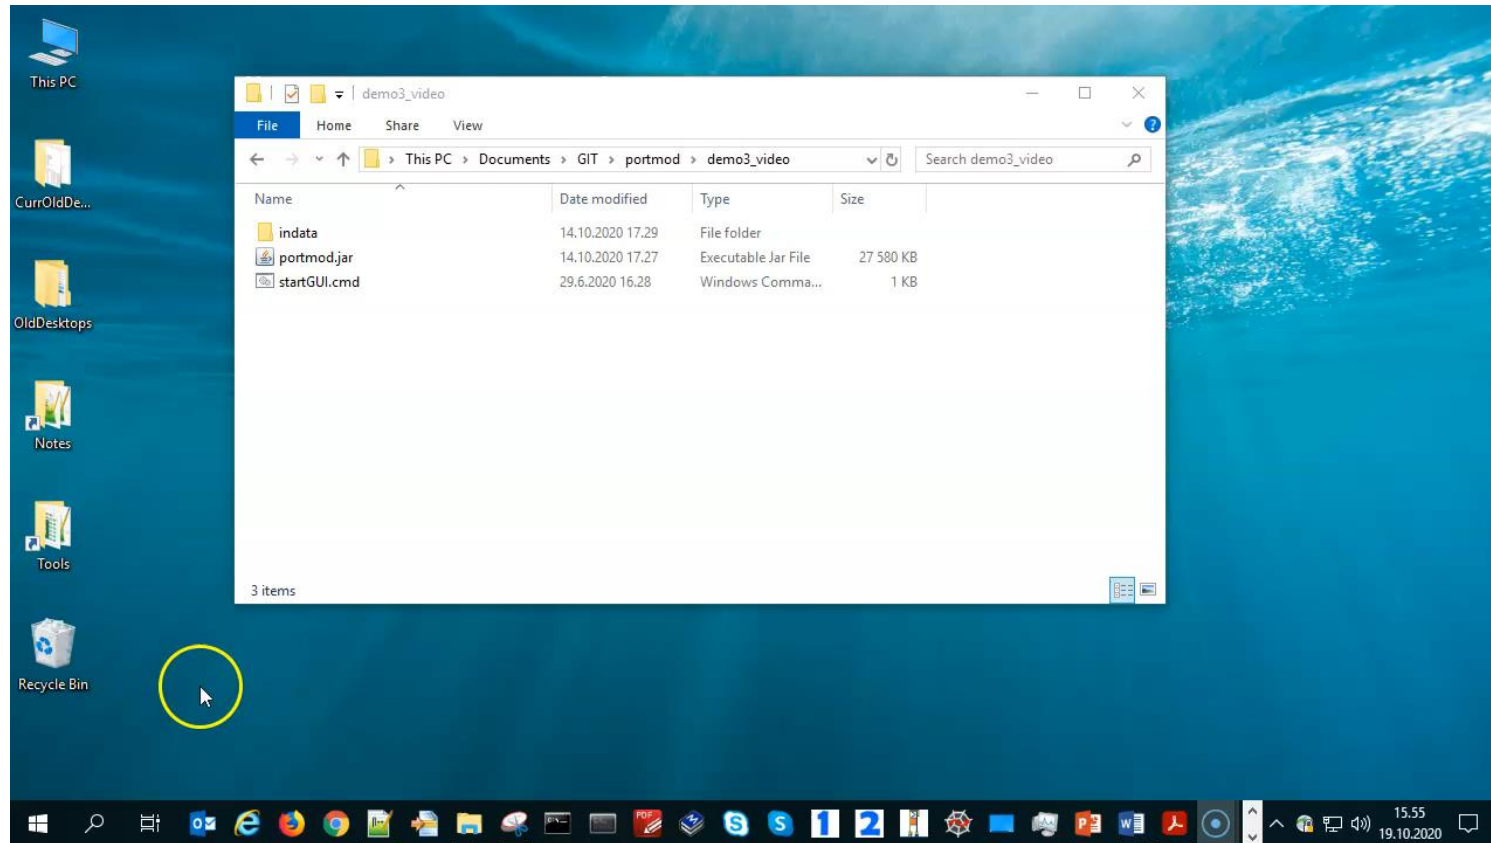 This PC
CurrOldDe...
OldDesktops
Notes
Tools
Recycle Bin
demo3_video
File Home Share View
This PC > Documents > GIT > portmod > demo3_video
Search demo3_video
Name Date modified Type Size
indata 14.10.2020 17.29 File folder
portmod.jar 14.10.2020 17.27 Executable Jar File 27 580 KB
startGUI.cmd 29.6.2020 16.28 Windows Comma... 1 KB
3 items
PDF
1 2
15.55
19.10.2020